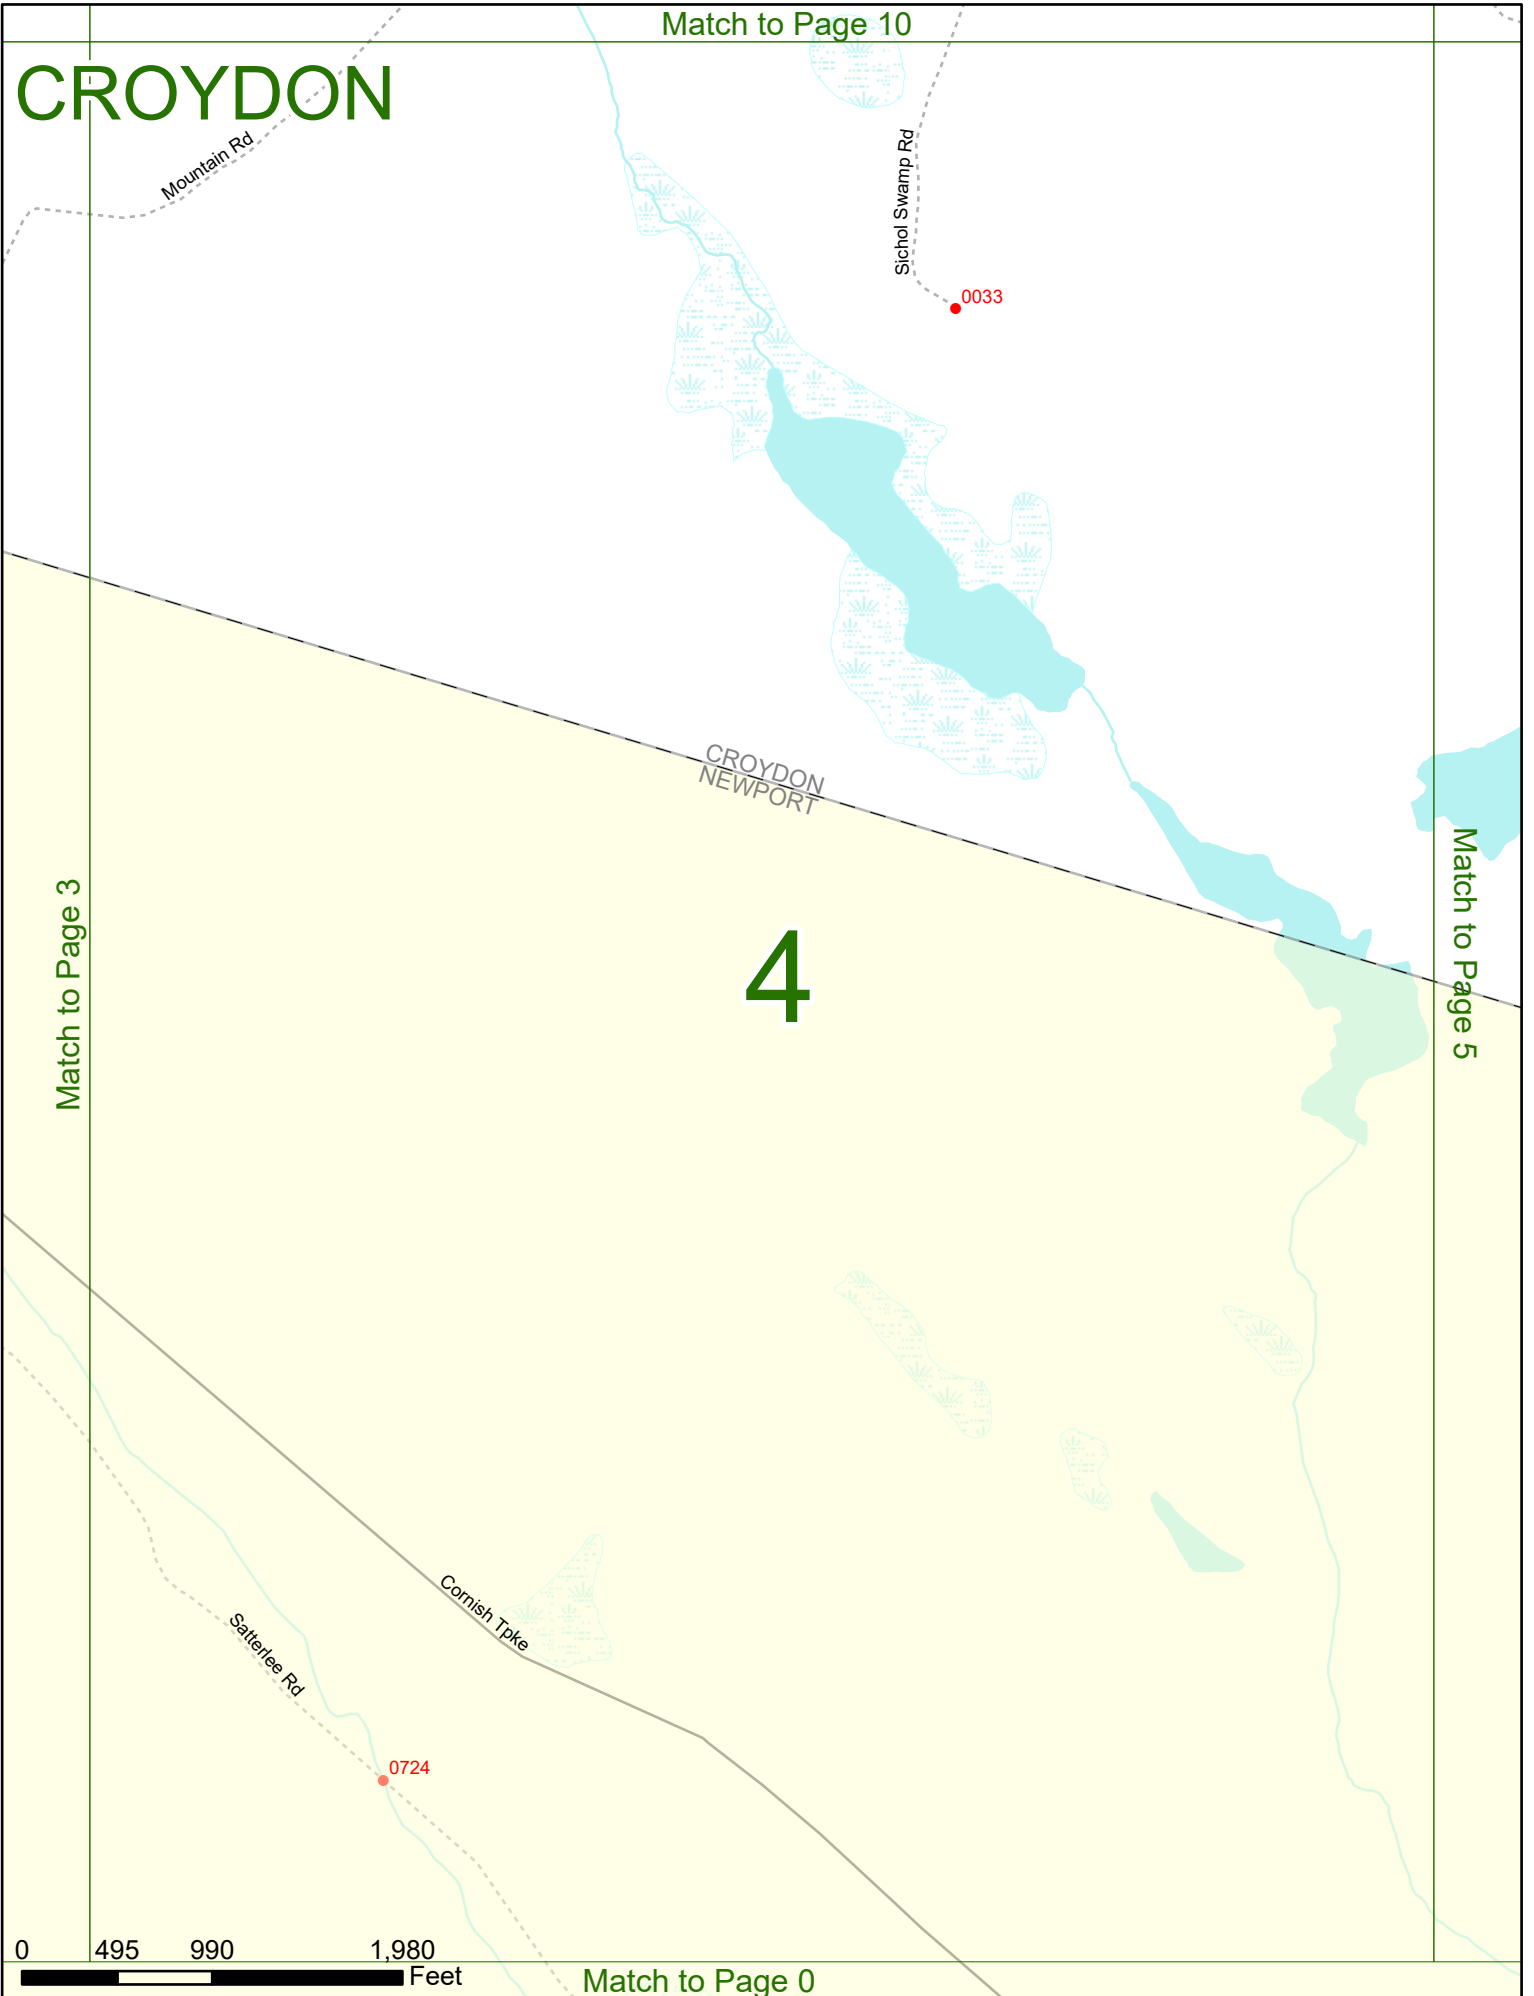 Match to Page 10
CROYDON
Mountain Rd
Sichol Swamp Rd
0033
CROYDON
NEWPORT
Match to Page 3
4
Match to Page 5
Cornish Tpke
Satterlee Rd
0724
0 495 990 1,980
Feet
Match to Page 0